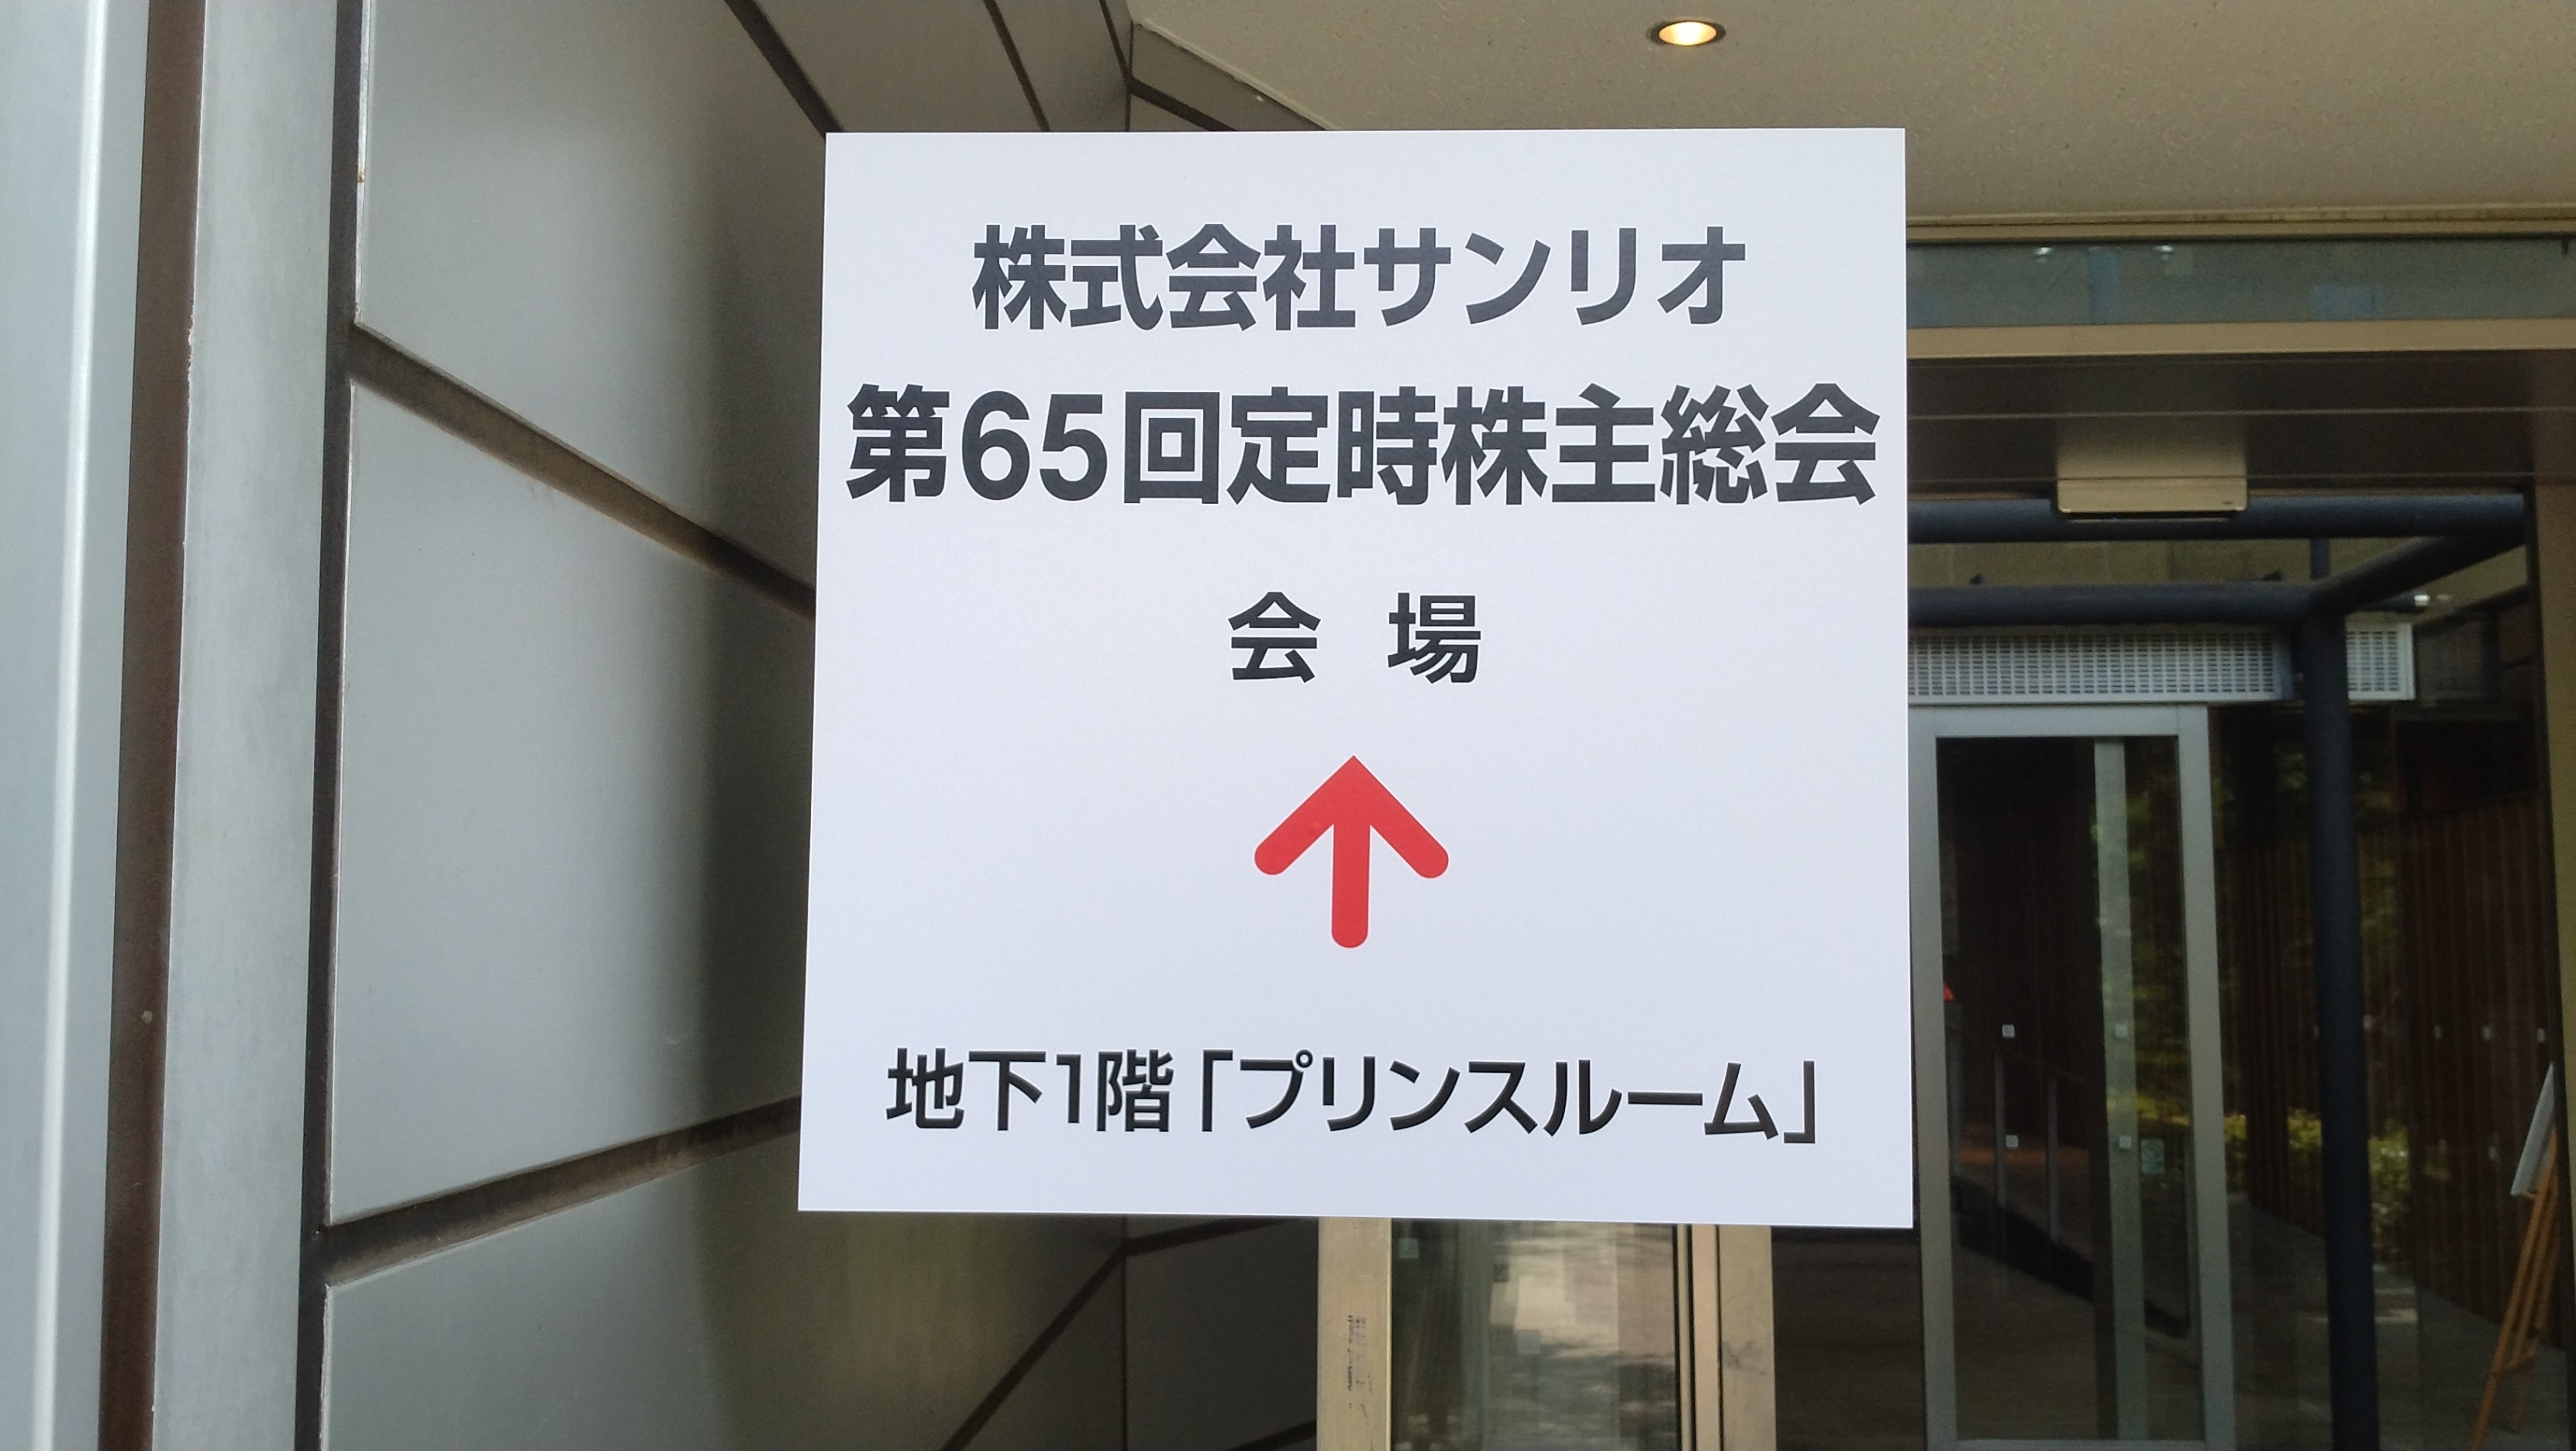 株式会社サンリオ
第65回定時株主総会
会 場
地下1階「プリンスルーム」